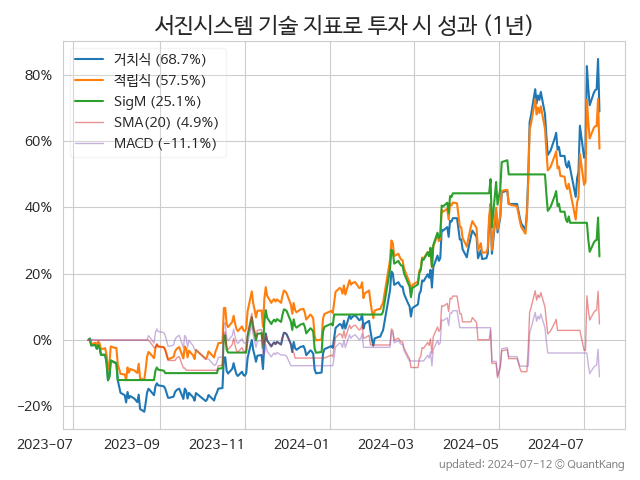 서진시스템 기술 지표로 투자 시 성과 (1년)
거치식 (68.7%)
적립식 (57.5%)
SigM (25.1%)
SMA(20) (4.9%)
MACD (−11.1%)
80%
60%
40%
20%
0%
−20%
2023-07 2023-09 2023-11 2024-01 2024-03 2024-05 2024-07
updated: 2024-07-12 © QuantKang